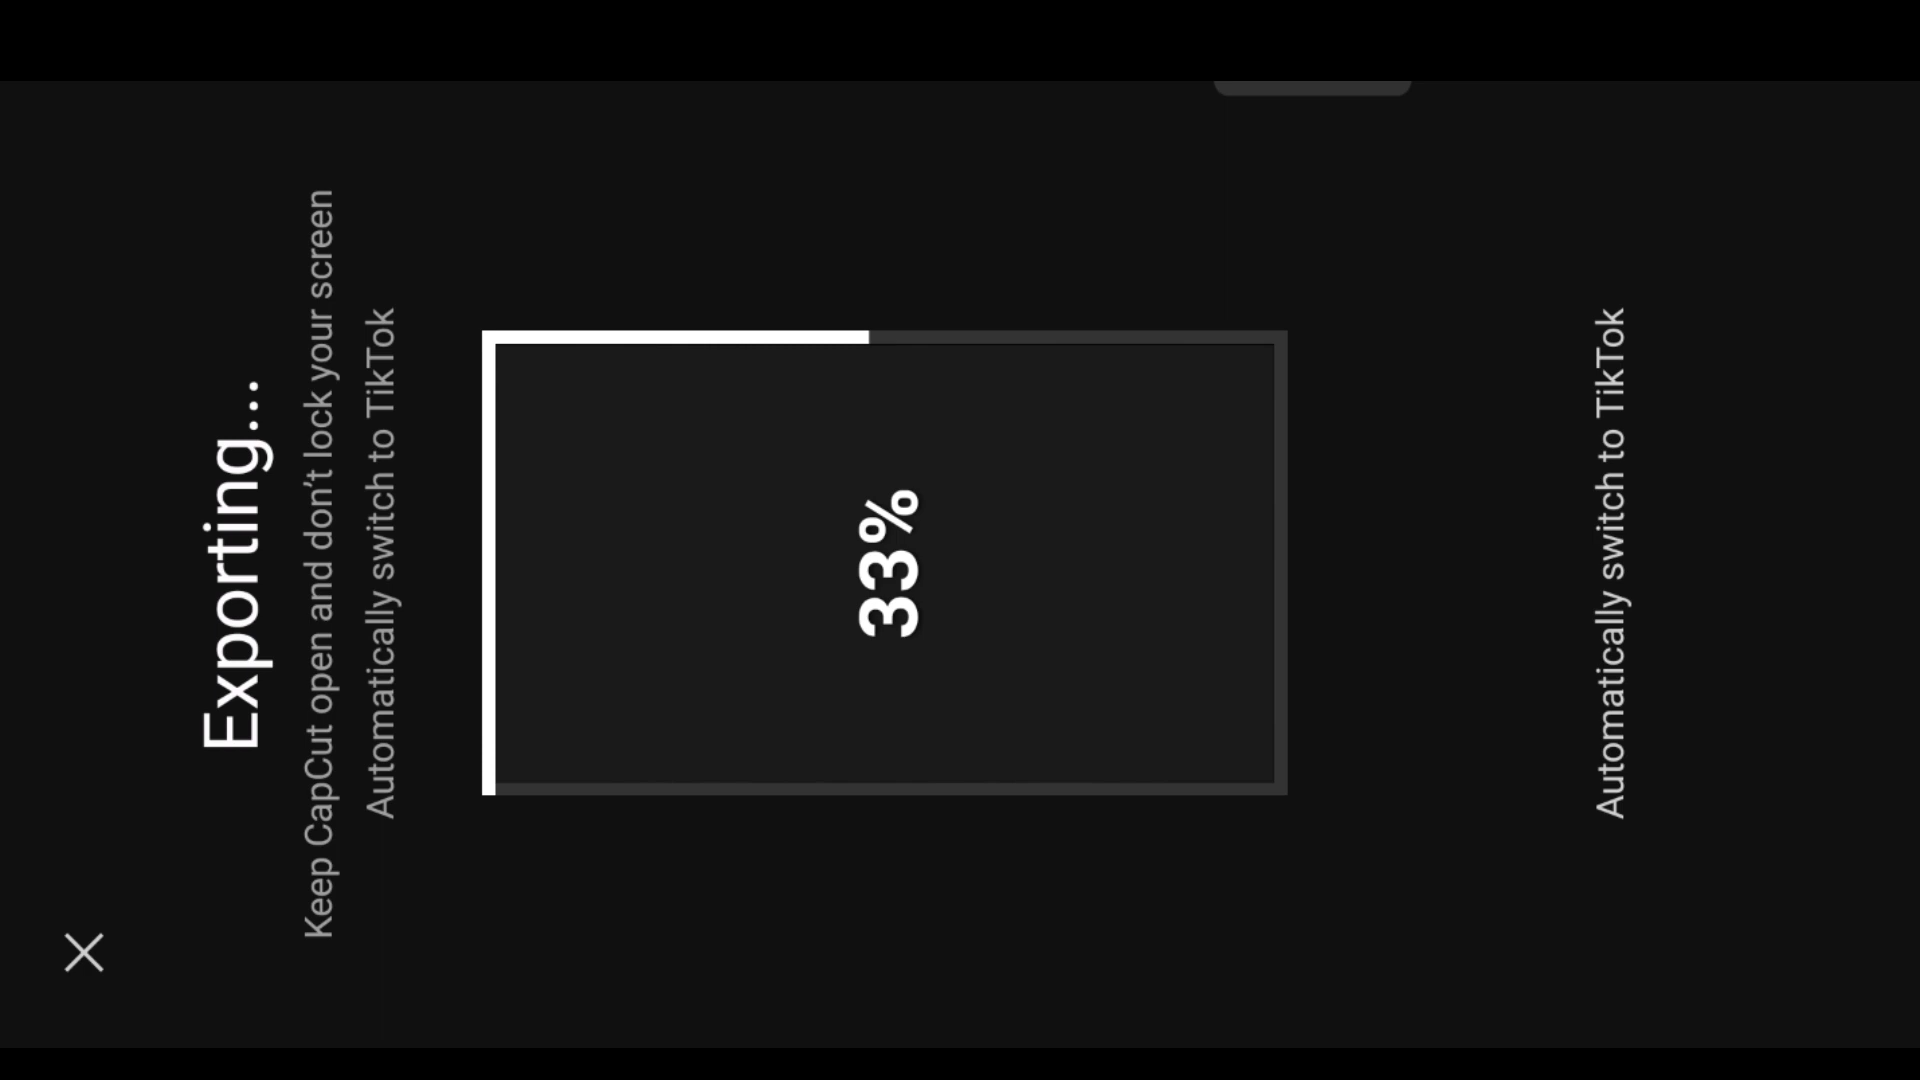 Exporting...
Keep CapCut open and don't lock your screen
Automatically switch to TikTok
33%
Automatically switch to TikTok